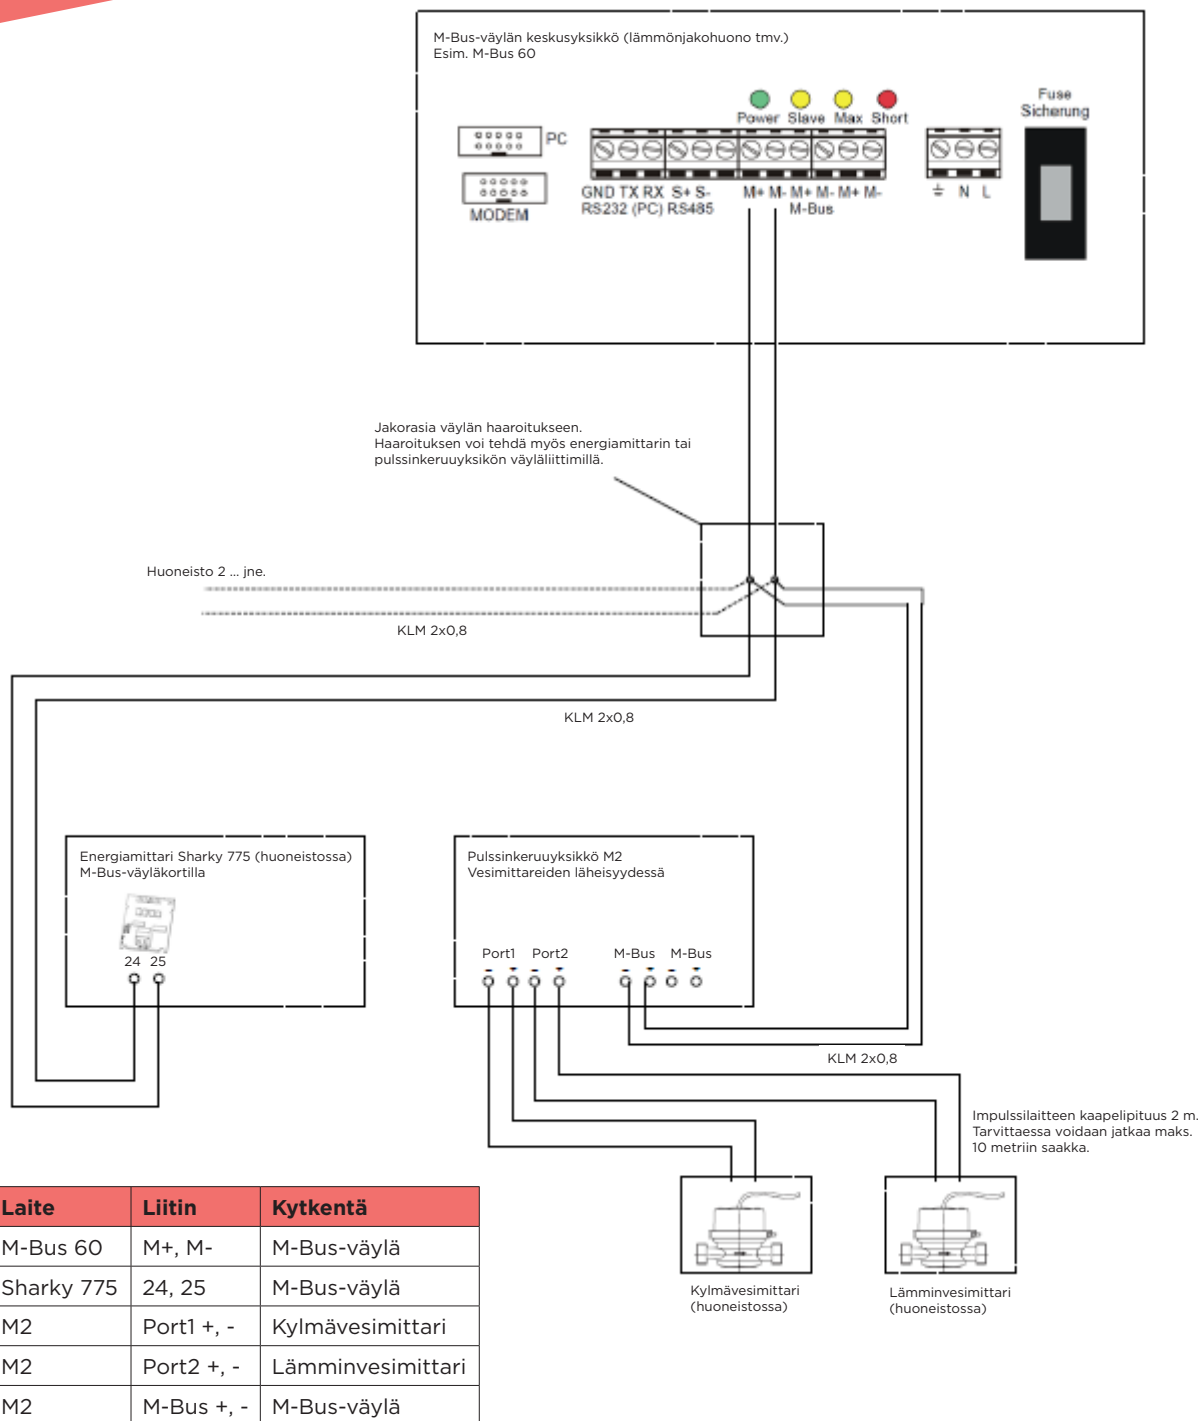 M-Bus-väylän keskusyksikkö (lämmönjakohuono tmv.)
Esim. M-Bus 60
Power Slave Max Short
Fuse
Sicherung
PC
MODEM
GND TX RX S+ S-
RS232 (PC) RS485
M+ M- M+ M- M+ M-
M-Bus
N L
Jakorasia väylän haaroitukseen.
Haaroituksen voi tehdä myös energiamittarin tai
pulssinkeruuyksikön väyläliittimillä.
Huoneisto 2 ... jne.
KLM 2x0,8
KLM 2x0,8
Energiamittari Sharky 775 (huoneistossa)
M-Bus-väyläkortilla
24 25
Pulssinkeruuyksikkö M2
Vesimittareiden läheisyydessä
Port1 Port2 M-Bus M-Bus
- + - + - + - +
KLM 2x0,8
Impulssilaitteen kaapelipituus 2 m.
Tarvittaessa voidaan jatkaa maks.
10 metriin saakka.
Kylmävesimittari
(huoneistossa)
Lämminvesimittari
(huoneistossa)
Laite Liitin Kytkentä
M-Bus 60 M+, M- M-Bus-väylä
Sharky 775 24, 25 M-Bus-väylä
M2 Port1 +, - Kylmävesimittari
M2 Port2 +, - Lämminvesimittari
M2 M-Bus +, - M-Bus-väylä